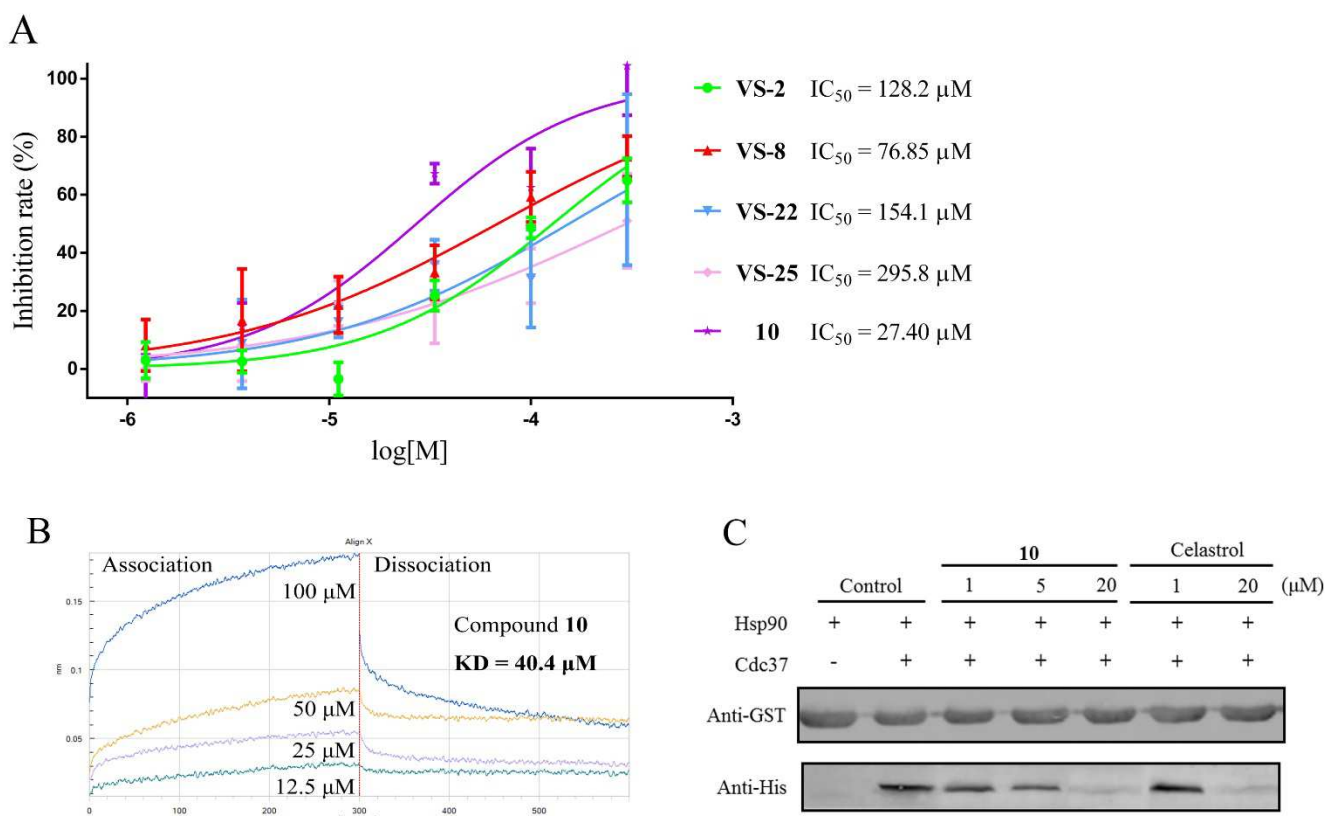 A
100
80
60
40
20
0
Inhibition rate (%)
-6 -5 -4 -3
log[M]
VS-2 IC50 = 128.2 µM
VS-8 IC50 = 76.85 µM
VS-22 IC50 = 154.1 µM
VS-25 IC50 = 295.8 µM
10 IC50 = 27.40 µM
B
Align X
Association Dissociation
100 µM
Compound 10
KD = 40.4 µM
50 µM
25 µM
12.5 µM
0.15
0.1
0.05
nm
0 100 200 300 400 500
C
10 Celastrol
Control 1 5 20 1 20 (µM)
Hsp90 + + + + + + +
Cdc37 - + + + + + +
Anti-GST
Anti-His